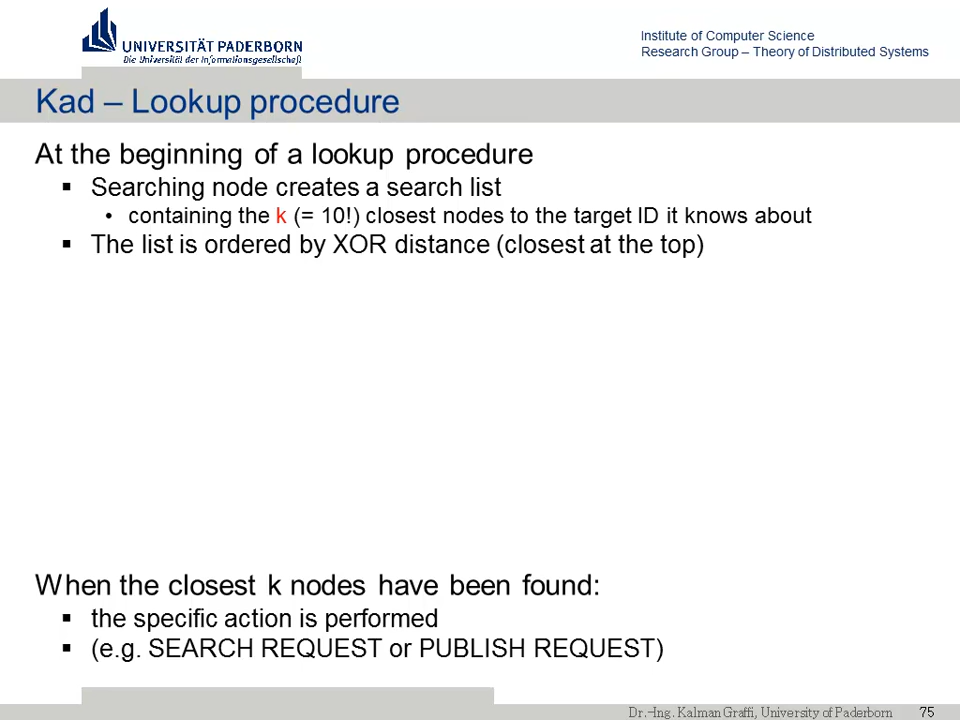 UNIVERSITÄT PADERBORN
Die Universität der Informationsgesellschaft
Institute of Computer Science
Research Group – Theory of Distributed Systems
Kad – Lookup procedure
At the beginning of a lookup procedure
▪ Searching node creates a search list
• containing the k (= 10!) closest nodes to the target ID it knows about
▪ The list is ordered by XOR distance (closest at the top)
When the closest k nodes have been found:
▪ the specific action is performed
▪ (e.g. SEARCH REQUEST or PUBLISH REQUEST)
Dr.-Ing. Kalman Graffi, University of Paderborn 75